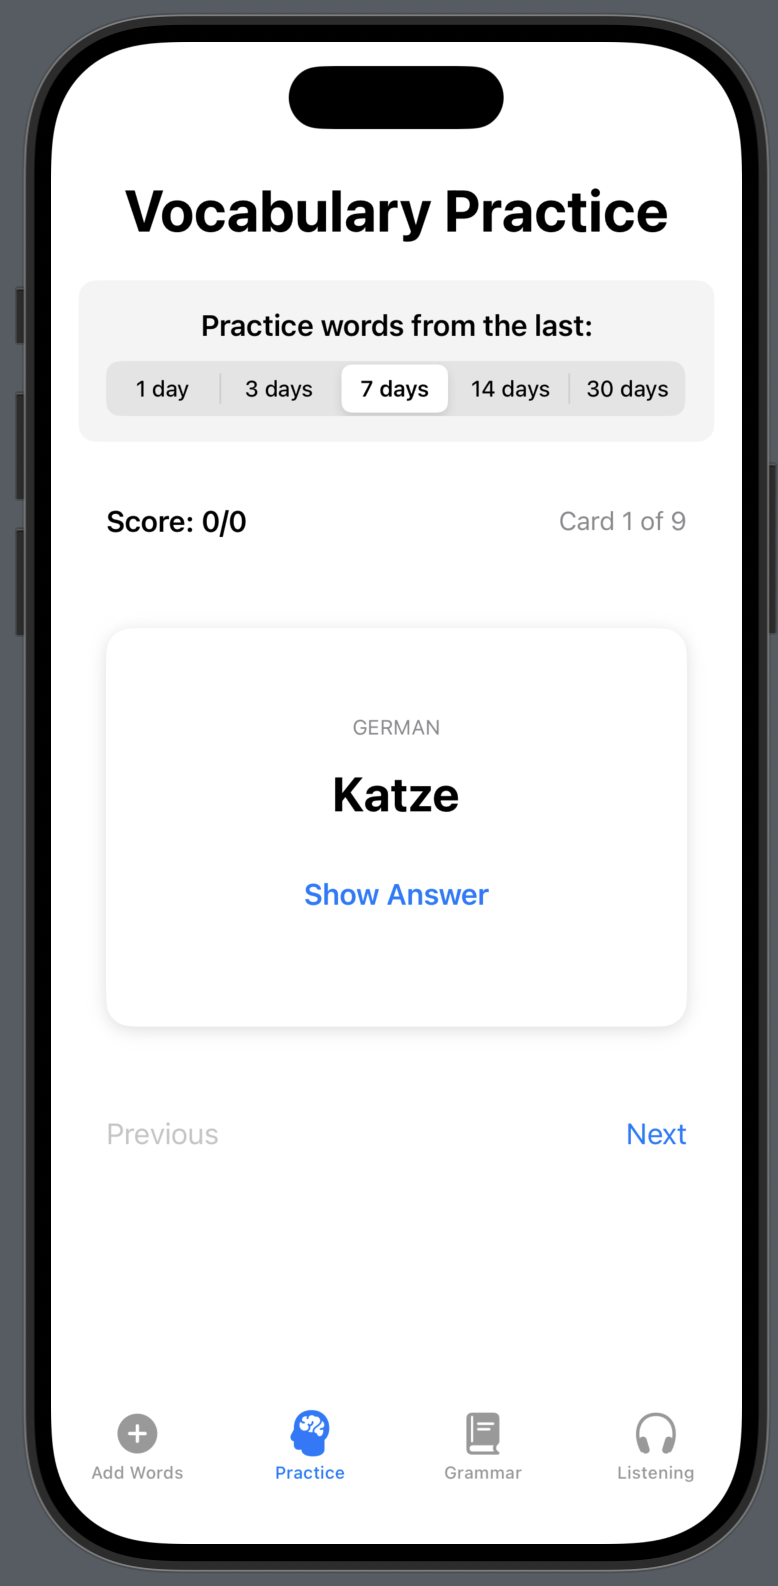 Vocabulary Practice
Practice words from the last:
1 day 3 days 7 days 14 days 30 days
Score: 0/0 Card 1 of 9
GERMAN
Katze
Show Answer
Previous Next
Add Words Practice Grammar Listening